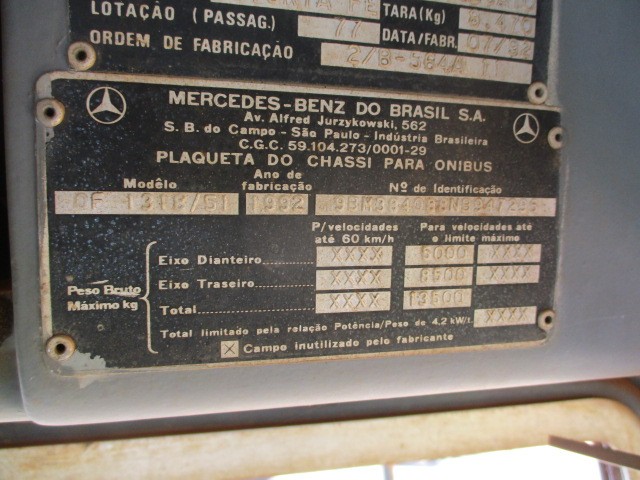 LOTAÇÃO (PASSAG.) 77
TARA(Kg)
ORDEM DE FABRICAÇÃO
DATA/FABR.
MERCEDES-BENZ DO BRASIL S.A.
Av. Alfred Jurzykowski, 562
S. B. do Campo - São Paulo - Indústria Brasileira
C.G.C. 59.104.273/0001-29
PLAQUETA DO CHASSI PARA ONIBUS
Modêlo Ano de fabricação Nº de Identificação
OF 1992
P/velocidades até 60 km/h Para velocidades até o limite máximo
Peso Bruto Máximo kg
Eixo Dianteiro XXXX 5000 XXXX
Eixo Traseiro XXXX 8500 XXXX
Total XXXX 13500
Total limitado pela relação Potência/Peso de 4,2 kW/t. XXXX
X Campo inutilizado pelo fabricante